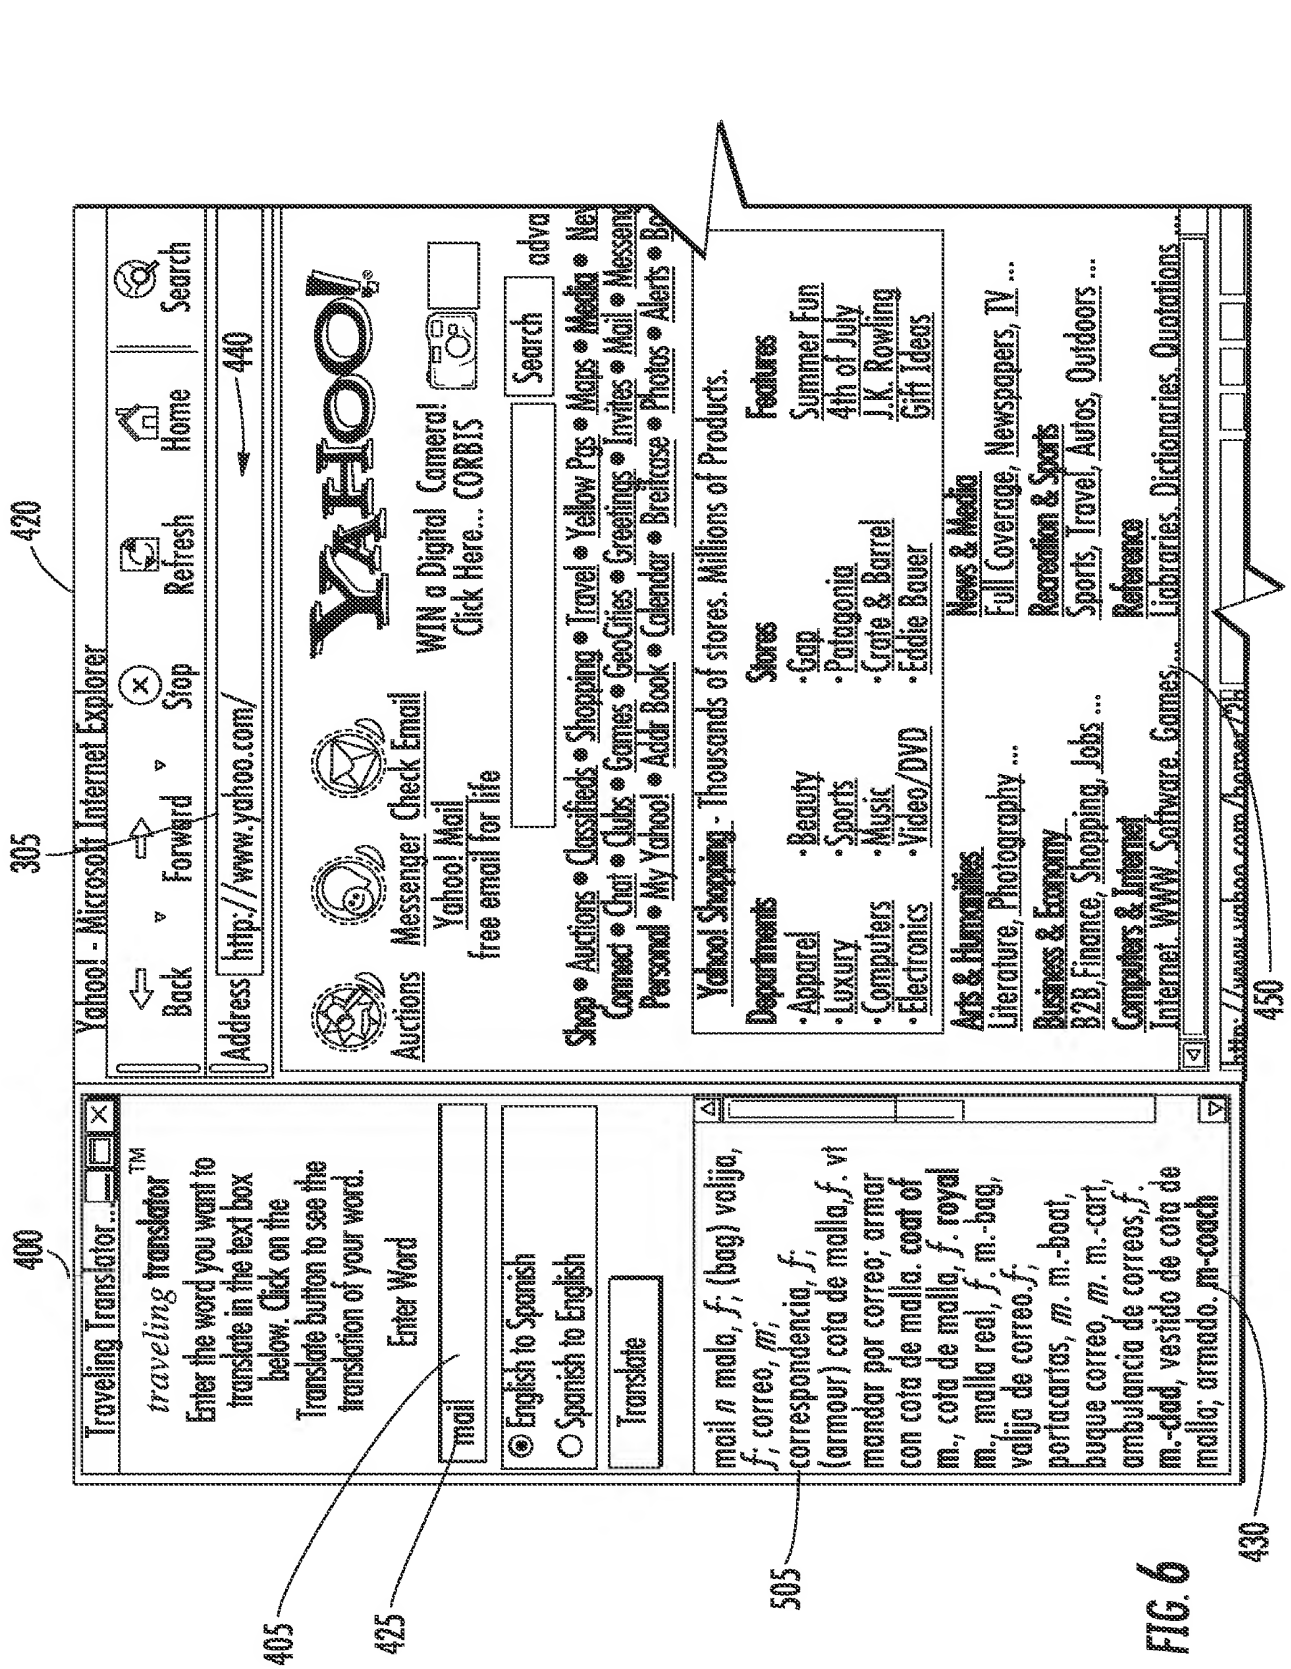 400
305
420
Traveling Translator...
traveling translator™
Enter the word you want to
translate in the text box
below. Click on the
Translate button to see the
translation of your word.
Enter Word
mail
English to Spanish
Spanish to English
Translate
mail n mala, f; (bag) valija,
f; correo, m;
correspondencia, f;
(armour) cota de malla, f. vt
mandar por correo; armar
con cota de malla. coat of
m., cota de malla, f. royal
m., malla real, f. m.-bag,
valija de correo. f;
portacartas, m. m.-boat,
buque correo, m. m.-cart,
ambulancia de correos, f.
m.-clad, vestido de cota de
malla; armado. m-coach
Yahoo! - Microsoft Internet Explorer
Back Forward Stop Refresh Home Search
Address http://www.yahoo.com/
440
YAHOO!®
Auctions Messenger Check Email
Yahoo! Mail
free email for life
WIN a Digital Camera!
Click Here... CORBIS
Search adva
Shop • Auctions • Classifieds • Shopping • Travel • Yellow Pgs • Maps • Media • Nev
Connect • Chat • Clubs • Games • GeoCities • Greetings • Invites • Mail • Messeng
Personal • My Yahoo! • Addr Book • Calendar • Breifcase • Photos • Alerts • Bo
Yahoo! Shopping - Thousands of stores. Millions of Products.
Departments Stores Features
• Apparel • Beauty • Gap Summer Fun
• Luxury • Sports • Patagonia 4th of July
• Computers • Music • Crate & Barrel J.K. Rowling
• Electronics • Video/DVD • Eddie Bauer Gift Ideas
Arts & Humanities News & Media
Literature, Photography ... Full Coverage, Newspapers, TV ...
Business & Economy Recreation & Sports
B2B, Finance, Shopping, Jobs ... Sports, Travel, Autos, Outdoors ...
Computers & Internet Reference
Internet, WWW, Software, Games, ... Liabraries, Dictionaries, Quotations ...
http://www.yahoo.com/homer/?h
405
425
505
430
450
FIG. 6